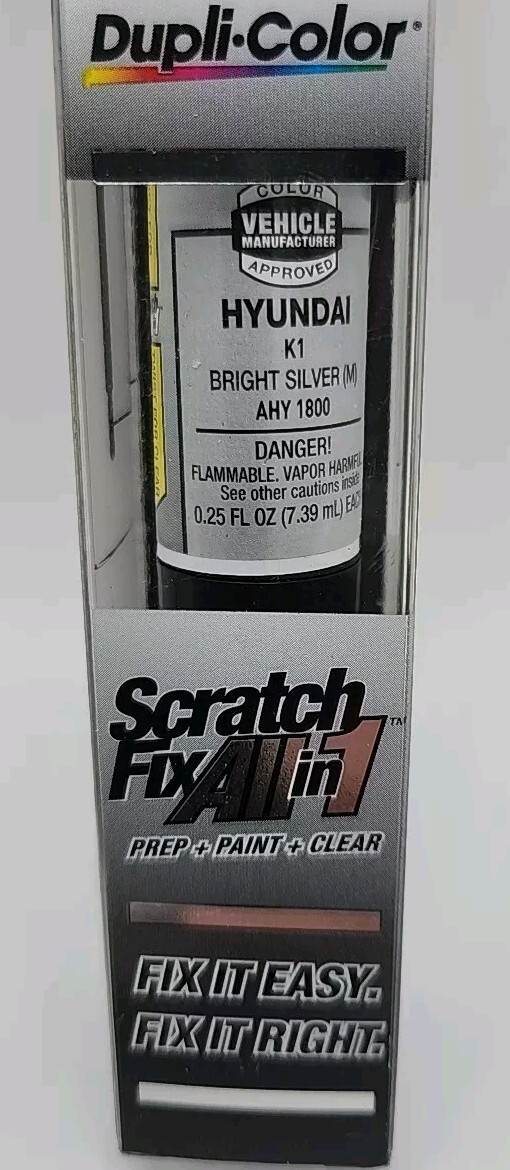 Dupli•Color®
COLOR
VEHICLE
MANUFACTURER
APPROVED
HYUNDAI
K1
BRIGHT SILVER (M)
AHY 1800
DANGER!
FLAMMABLE. VAPOR HARMFUL
See other cautions inside
0.25 FL OZ (7.39 mL) EACH
Scratch
Fix All in 1™
PREP + PAINT + CLEAR
FIX IT EASY.
FIX IT RIGHT.